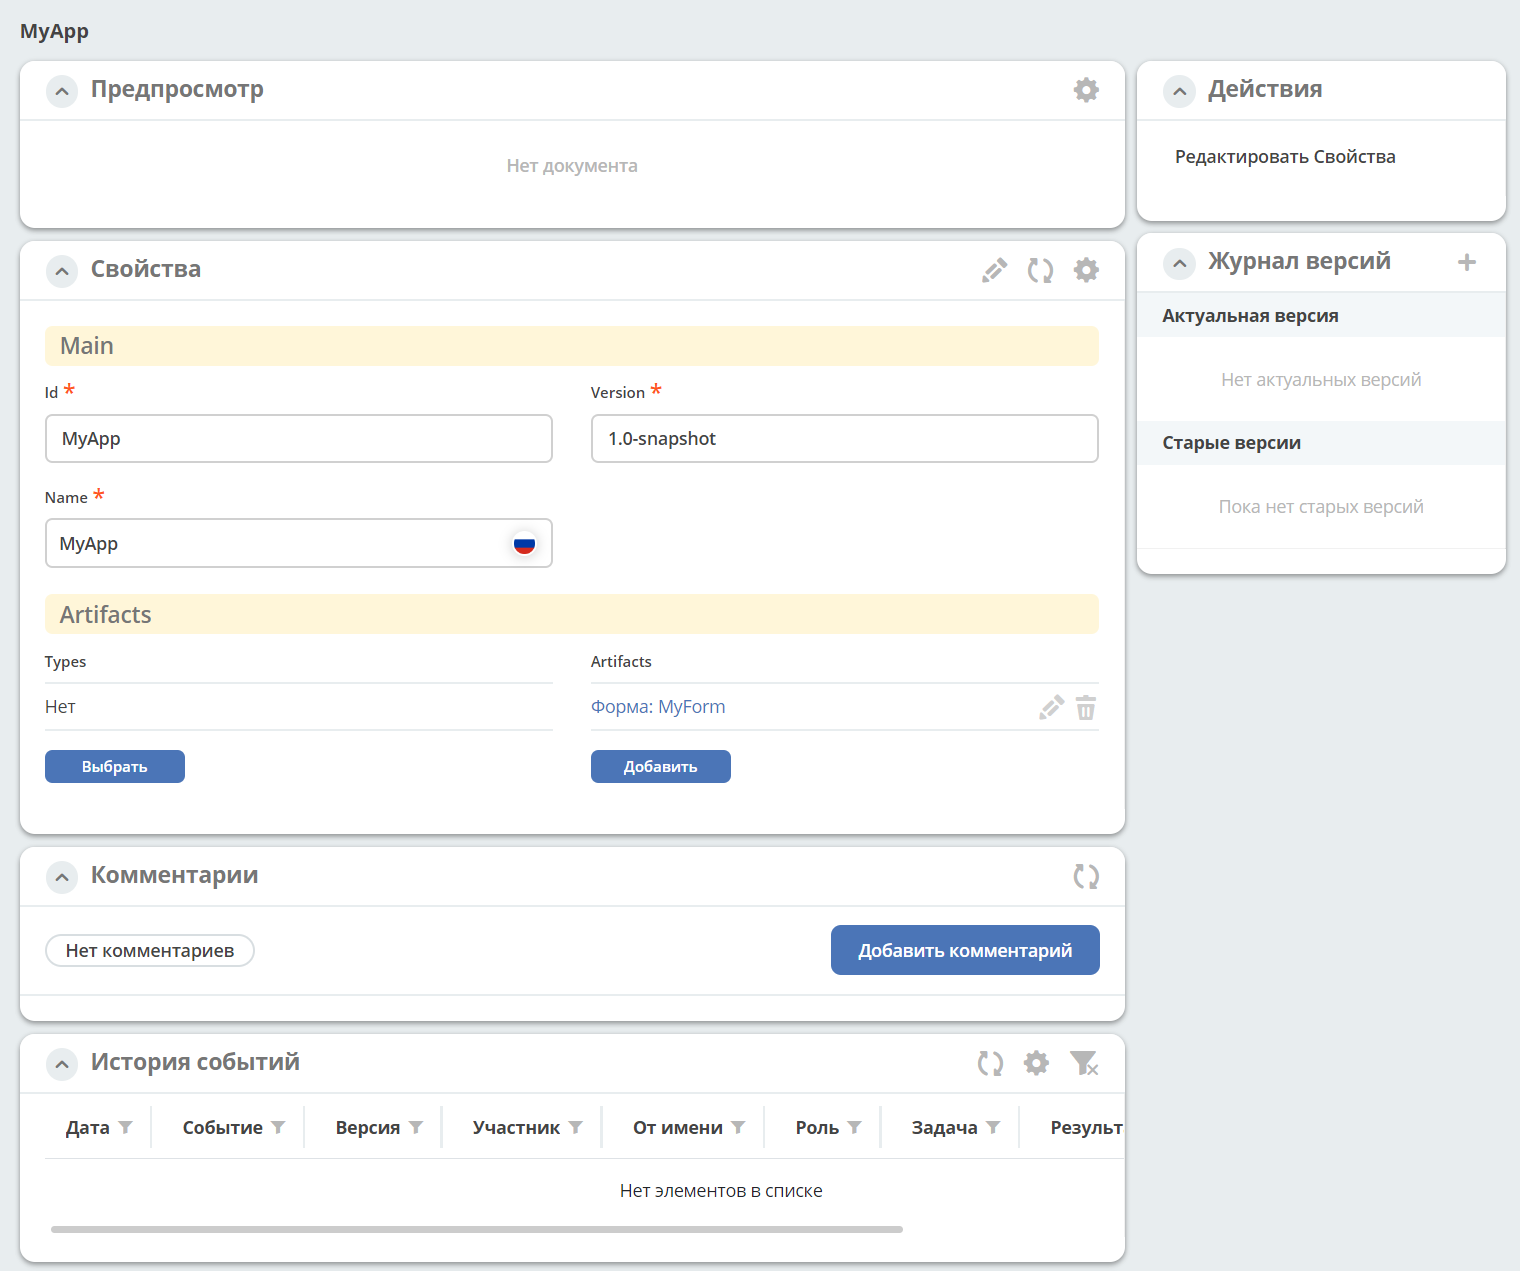 MyApp
Предпросмотр
Нет документа
Свойства
Main
Id *
Version *
MyApp
1.0-snapshot
Name *
MyApp
Artifacts
Types
Artifacts
Нет
Форма: MyForm
Выбрать
Добавить
Комментарии
Нет комментариев
Добавить комментарий
История событий
Дата Событие Версия Участник От имени Роль Задача Результ
Нет элементов в списке
Действия
Редактировать Свойства
Журнал версий
Актуальная версия
Нет актуальных версий
Старые версии
Пока нет старых версий